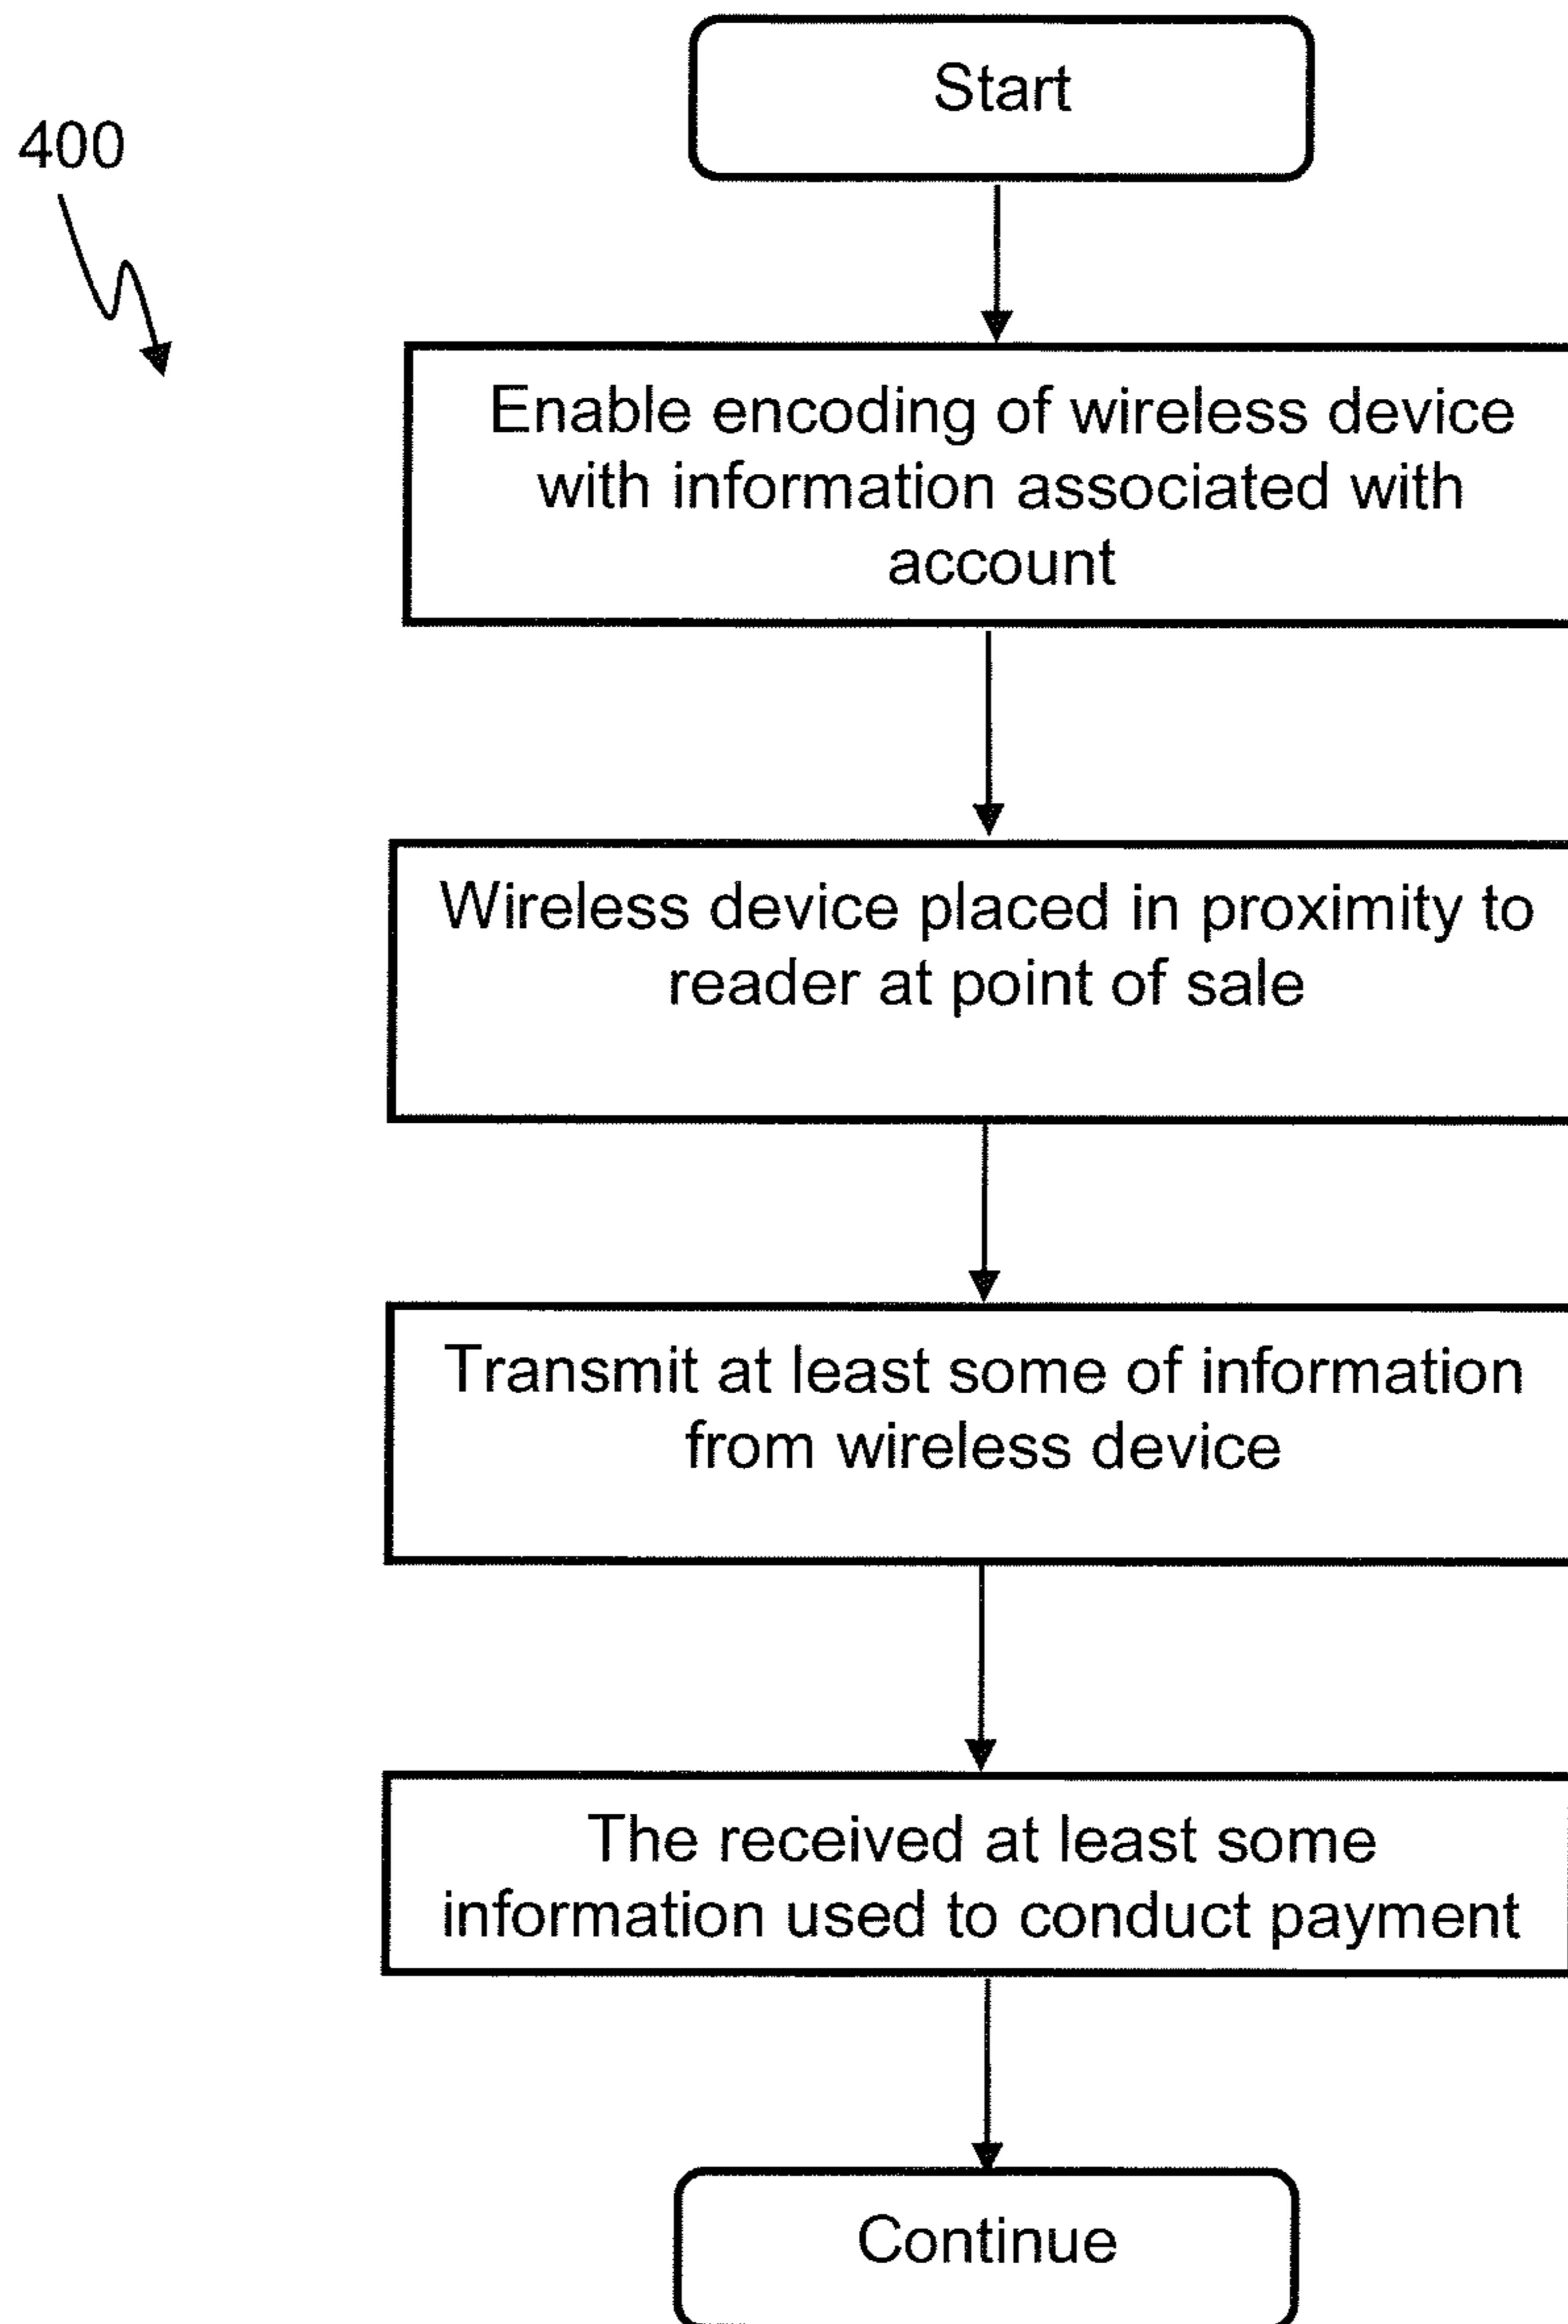 Start
400
Enable encoding of wireless device
with information associated with
account
Wireless device placed in proximity to
reader at point of sale
Transmit at least some of information
from wireless device
The received at least some
information used to conduct payment
Continue